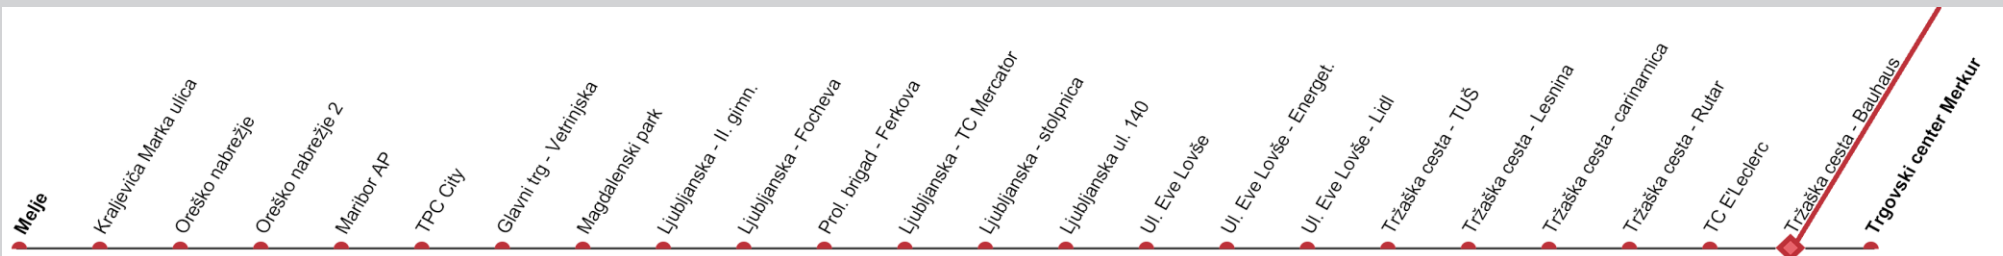 Melje
Kraljeviča Marka ulica
Oreško nabrežje
Oreško nabrežje 2
Maribor AP
TPC City
Glavni trg - Vetrinjska
Magdalenski park
Ljubljanska - II. gimn.
Ljubljanska - Focheva
Prol. brigad - Ferkova
Ljubljanska - TC Mercator
Ljubljanska - stolpnica
Ljubljanska ul. 140
Ul. Eve Lovše
Ul. Eve Lovše - Energet.
Ul. Eve Lovše - Lidl
Tržaška cesta - TUŠ
Tržaška cesta - Lesnina
Tržaška cesta - carinarnica
Tržaška cesta - Rutar
TC E'Leclerc
Tržaška cesta - Bauhaus
Trgovski center Merkur